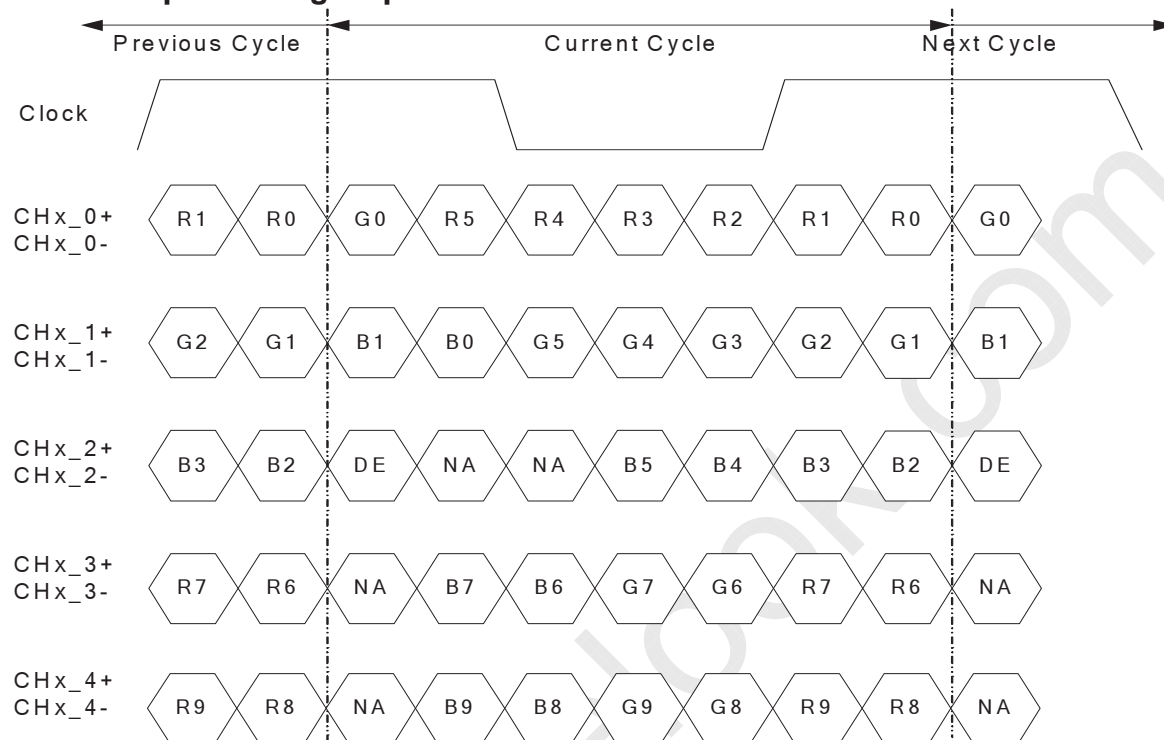 Previous Cycle Current Cycle Next Cycle
Clock
CHx_0+ R1 R0 G0 R5 R4 R3 R2 R1 R0 G0
CHx_0-
CHx_1+ G2 G1 B1 B0 G5 G4 G3 G2 G1 B1
CHx_1-
CHx_2+ B3 B2 DE NA NA B5 B4 B3 B2 DE
CHx_2-
CHx_3+ R7 R6 NA B7 B6 G7 G6 R7 R6 NA
CHx_3-
CHx_4+ R9 R8 NA B9 B8 G9 G8 R9 R8 NA
CHx_4-